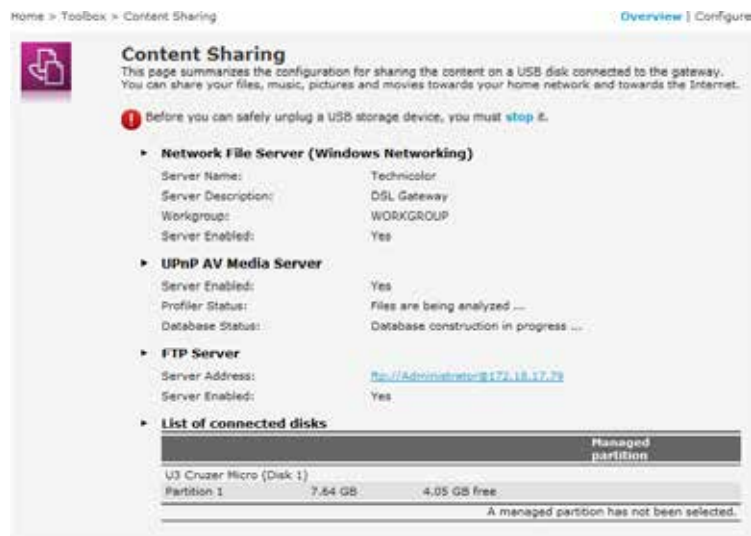 Home > Toolbox > Content Sharing
Overview | Configure
Content Sharing
This page summarizes the configuration for sharing the content on a USB disk connected to the gateway.
You can share your files, music, pictures and movies towards your home network and towards the Internet.
Before you can safely unplug a USB storage device, you must stop it.
Network File Server (Windows Networking)
Server Name: Technicolor
Server Description: DSL Gateway
Workgroup: WORKGROUP
Server Enabled: Yes
UPnP AV Media Server
Server Enabled: Yes
Profiler Status: Files are being analyzed ...
Database Status: Database construction in progress ...
FTP Server
Server Address: ftp://Administrator@172.18.17.79
Server Enabled: Yes
List of connected disks
Managed
partition
U3 Cruzer Micro (Disk 1)
Partition 1 7.64 GB 4.05 GB free
A managed partition has not been selected.